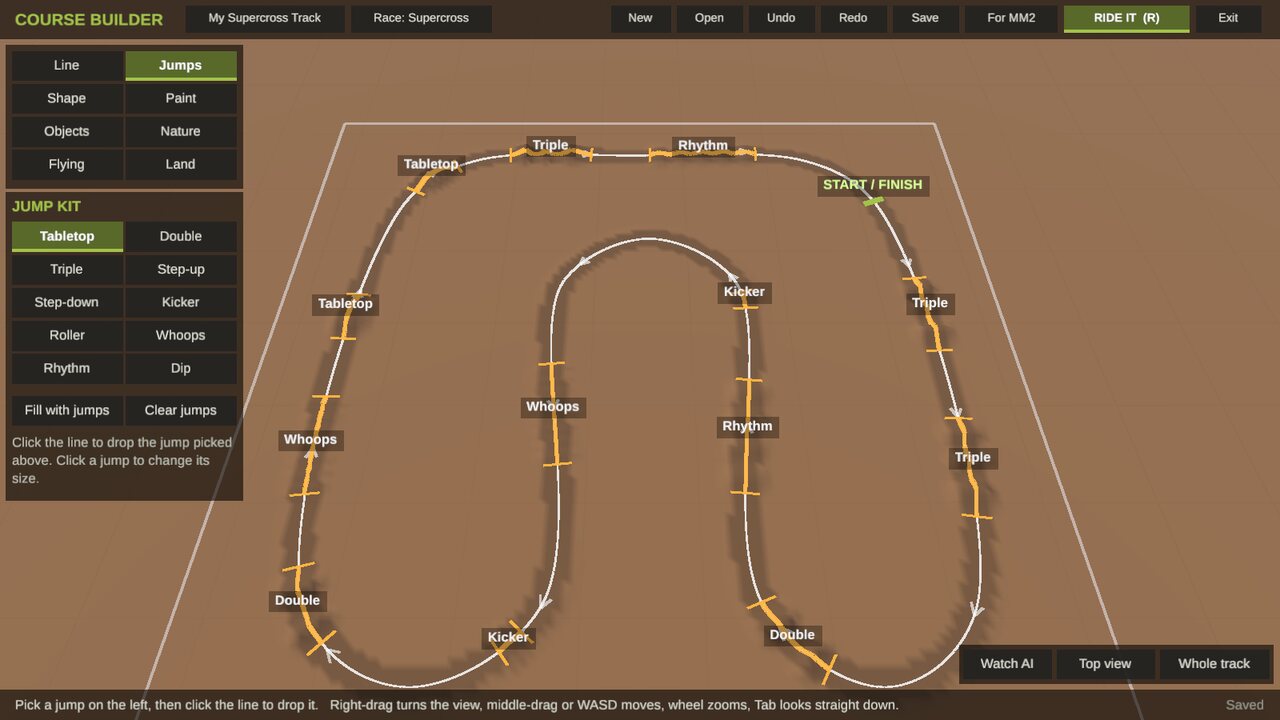 COURSE BUILDER
My Supercross Track
Race: Supercross
New
Open
Undo
Redo
Save
For MM2
RIDE IT (R)
Exit
Line
Jumps
Shape
Paint
Objects
Nature
Flying
Land
JUMP KIT
Tabletop
Double
Triple
Step-up
Step-down
Kicker
Roller
Whoops
Rhythm
Dip
Fill with jumps
Clear jumps
Click the line to drop the jump picked
above. Click a jump to change its
size.
Triple
Rhythm
Tabletop
START / FINISH
Kicker
Tabletop
Triple
Whoops
Rhythm
Whoops
Triple
Double
Kicker
Double
Watch AI
Top view
Whole track
Pick a jump on the left, then click the line to drop it. Right-drag turns the view, middle-drag or WASD moves, wheel zooms, Tab looks straight down.
Saved